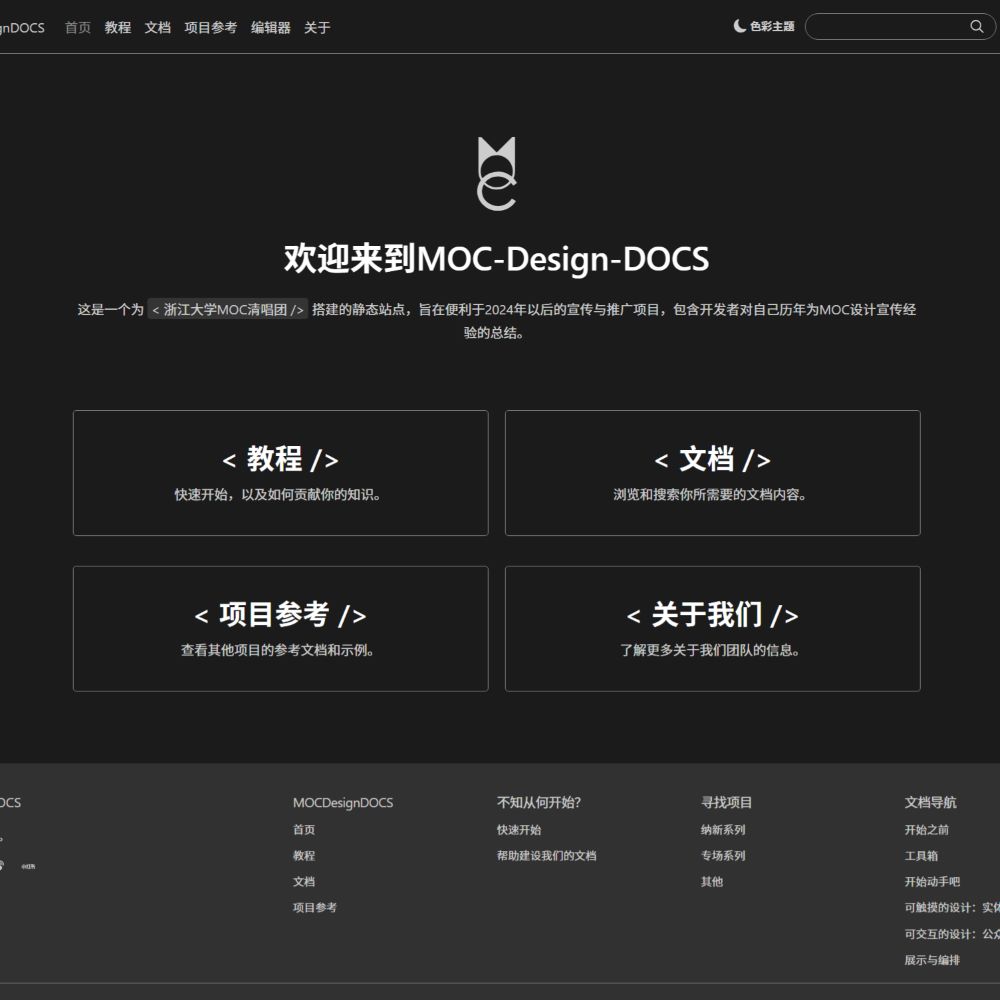 gnDOCS 首页 教程 文档 项目参考 编辑器 关于 色彩主题
欢迎来到MOC-Design-DOCS
这是一个为 < 浙江大学MOC清唱团 /> 搭建的静态站点，旨在便利于2024年以后的宣传与推广项目，包含开发者对自己历年为MOC设计宣传经
验的总结。
< 教程 />
快速开始，以及如何贡献你的知识。
< 文档 />
浏览和搜索你所需要的文档内容。
< 项目参考 />
查看其他项目的参考文档和示例。
< 关于我们 />
了解更多关于我们团队的信息。
OCS
MOCDesignDOCS
首页
教程
文档
项目参考
不知从何开始？
快速开始
帮助建设我们的文档
寻找项目
纳新系列
专场系列
其他
文档导航
开始之前
工具箱
开始动手吧
可触摸的设计：实体
可交互的设计：公众
展示与编排